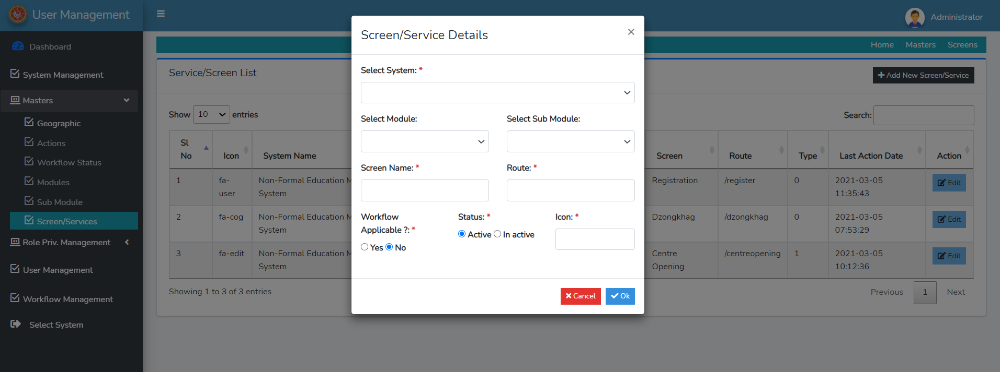 User Management
Administrator
Dashboard
System Management
Masters
Geographic
Actions
Workflow Status
Modules
Sub Module
Screen/Services
Role Priv. Management
User Management
Workflow Management
Select System
Home / Masters / Screens
Service/Screen List
+ Add New Screen/Service
Show 10 entries
Search:
Sl No Icon System Name Screen Route Type Last Action Date Action
1 fa-user Non-Formal Education M System Registration /register 0 2021-03-05 11:35:43 Edit
2 fa-cog Non-Formal Education M System Dzongkhag /dzongkhag 0 2021-03-05 07:53:29 Edit
3 fa-edit Non-Formal Education M System Centre Opening /centreopening 1 2021-03-05 10:12:36 Edit
Showing 1 to 3 of 3 entries
Previous 1 Next
Screen/Service Details ×
Select System: *
Select Module: Select Sub Module:
Screen Name: * Route: *
Workflow Applicable ?: * Status: * Icon: *
Yes No Active In active
Cancel Ok